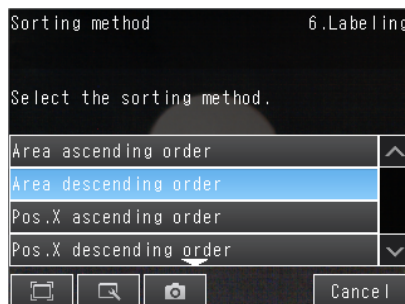 Sorting method
6.Labeling
Select the sorting method.
Area ascending order
Area descending order
Pos.X ascending order
Pos.X descending order
Cancel